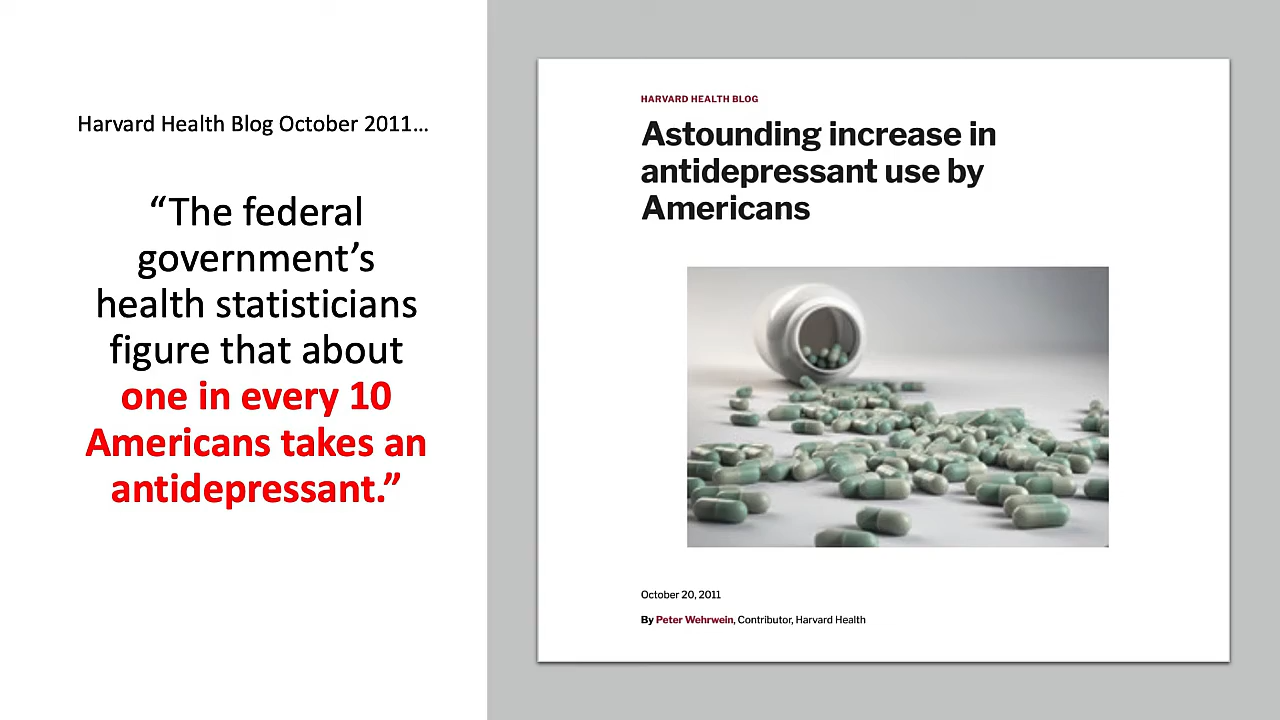 Harvard Health Blog October 2011…
“The federal
government’s
health statisticians
figure that about
one in every 10
Americans takes an
antidepressant.”
HARVARD HEALTH BLOG
Astounding increase in
antidepressant use by
Americans
October 20, 2011
By Peter Wehrwein, Contributor, Harvard Health